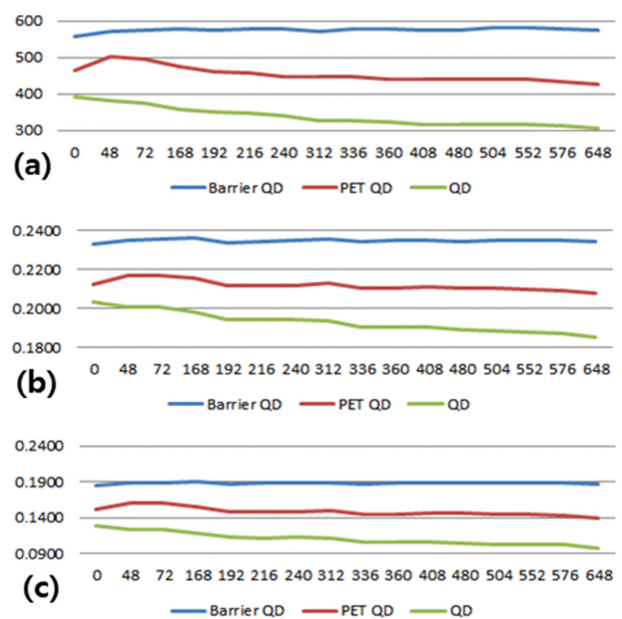 600
500
400
300
0 48 72 168 192 216 240 312 336 360 408 480 504 552 576 648
(a)
Barrier QD PET QD QD
0.2400
0.2200
0.2000
0.1800
0 48 72 168 192 216 240 312 336 360 408 480 504 552 576 648
(b)
Barrier QD PET QD QD
0.2400
0.1900
0.1400
0.0900
0 48 72 168 192 216 240 312 336 360 408 480 504 552 576 648
(c)
Barrier QD PET QD QD